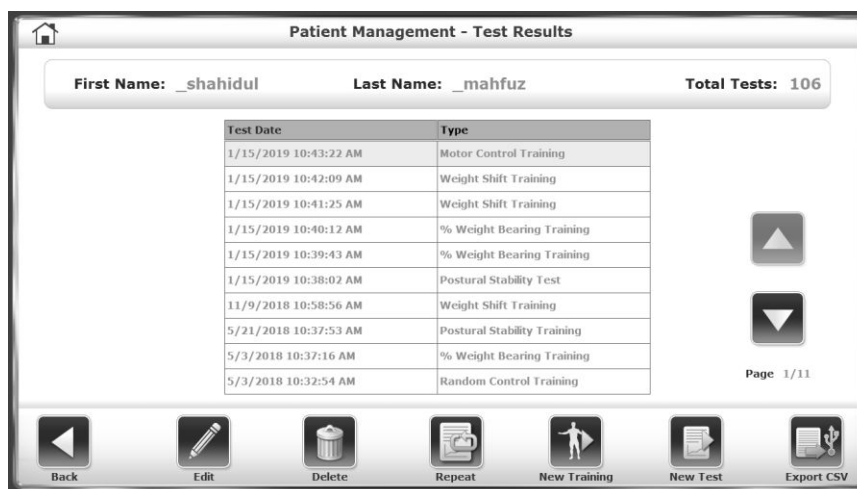 Patient Management - Test Results
First Name: _shahidul Last Name: _mahfuz Total Tests: 106
Test Date Type
1/15/2019 10:43:22 AM Motor Control Training
1/15/2019 10:42:09 AM Weight Shift Training
1/15/2019 10:41:25 AM Weight Shift Training
1/15/2019 10:40:12 AM % Weight Bearing Training
1/15/2019 10:39:43 AM % Weight Bearing Training
1/15/2019 10:38:02 AM Postural Stability Test
11/9/2018 10:58:56 AM Weight Shift Training
5/21/2018 10:37:53 AM Postural Stability Training
5/3/2018 10:37:16 AM % Weight Bearing Training
5/3/2018 10:32:54 AM Random Control Training
Page 1/11
Back Edit Delete Repeat New Training New Test Export CSV